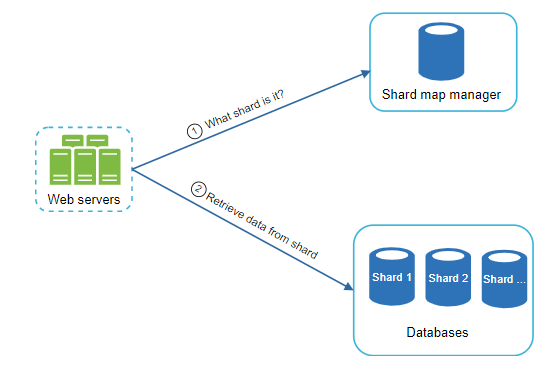 Shard map manager
1 What shard is it?
Web servers
2 Retrieve data from shard
Shard 1 Shard 2 Shard ...
Databases